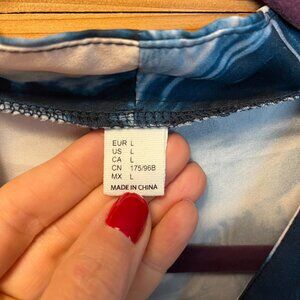 EUR L
US L
CA L
CN 175/96B
MX L
MADE IN CHINA